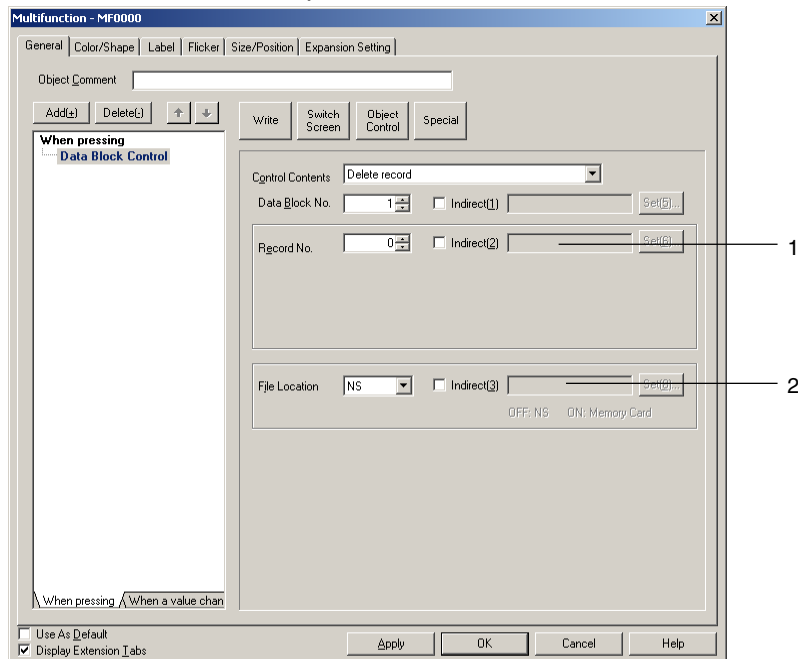 Multifunction - MF0000
General Color/Shape Label Flicker Size/Position Expansion Setting
Object Comment
Add(+) Delete(-)
Write Switch Screen Object Control Special
When pressing
Data Block Control
Control Contents Delete record
Data Block No. 1 Indirect(1) Set(5)...
Record No. 0 Indirect(2) Set(6)... 1
File Location NS Indirect(3) Set(8)... 2
OFF: NS ON: Memory Card
When pressing When a value chan
Use As Default
Display Extension Tabs
Apply OK Cancel Help